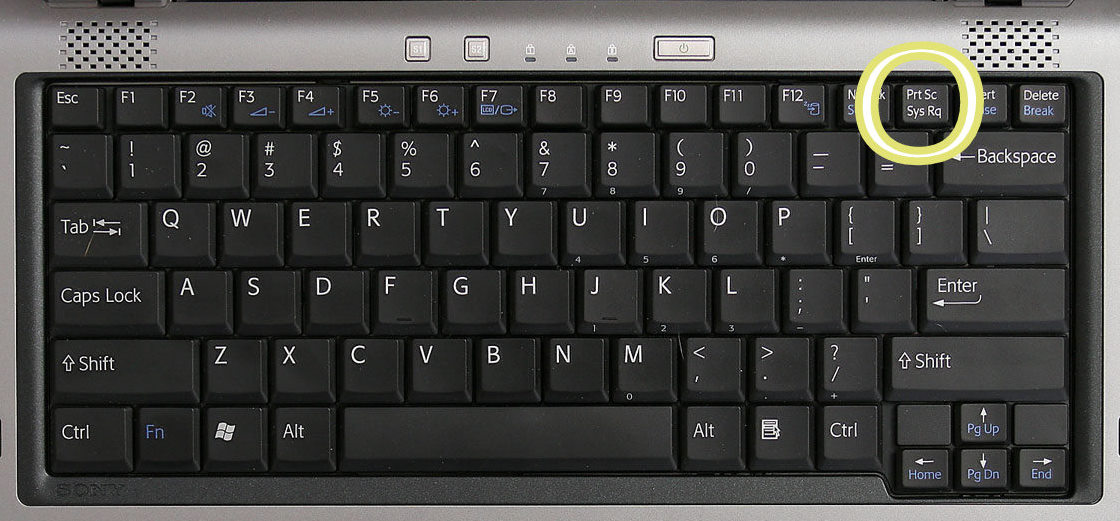 S1 S2
Esc F1 F2 F3 F4 F5 F6 F7 F8 F9 F10 F11 F12 Prt Sc Delete
LCD Sys Rq Break
~ ! @ # $ % ^ & * ( ) _
` 1 2 3 4 5 6 7 8 9 0 - = Backspace
7 8 9 /
Tab Q W E R T Y U I O P { } |
[ ] \
4 5 6 * Enter
Caps Lock A S D F G H J K L : " Enter
; '
1 2 3 -
Shift Z X C V B N M < > ? Shift
, . /
0 . +
Ctrl Fn Alt Alt Ctrl Pg Up
Home Pg Dn End
SONY